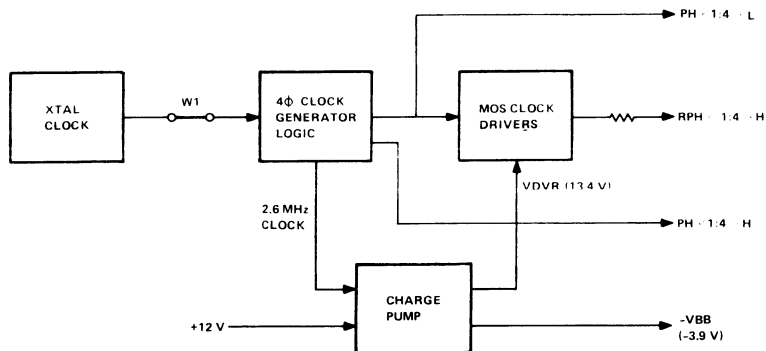 PH · 1:4 · L
XTAL
CLOCK
W1
4Φ CLOCK
GENERATOR
LOGIC
MOS CLOCK
DRIVERS
RPH · 1:4 · H
VDVR (13.4 V)
2.6 MHz
CLOCK
PH · 1:4 · H
CHARGE
PUMP
+12 V
-VBB
(-3.9 V)